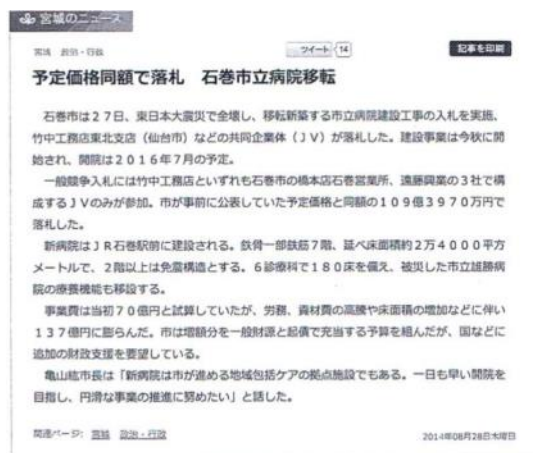 宮城のニュース
宮城 政治・行政
ツイート 14
記事を印刷
予定価格同額で落札 石巻市立病院移転
石巻市は27日、東日本大震災で全壊し、移転新築する市立病院建設工事の入札を実施、
竹中工務店東北支店(仙台市)などの共同企業体(JV)が落札した。建設事業は今秋に開
始され、開院は2016年7月の予定。
一般競争入札には竹中工務店といずれも石巻市の橋本店石巻営業所、遠藤興業の3社で構
成するJVのみが参加。市が事前に公表していた予定価格と同額の109億3970万円で
落札した。
新病院はJR石巻駅前に建設される。鉄骨一部鉄筋7階、延べ床面積約2万4000平方
メートルで、2階以上は免震構造とする。6診療科で180床を備え、被災した市立雄勝病
院の療養機能も移設する。
事業費は当初70億円と試算していたが、労務、資材費の高騰や床面積の増加などに伴い
137億円に膨らんだ。市は増額分を一般財源と起債で充当する予算を組んだが、国などに
追加の財政支援を要望している。
亀山紘市長は「新病院は市が進める地域包括ケアの拠点施設でもある。一日も早い開院を
目指し、円滑な事業の推進に努めたい」と話した。
関連ページ: 宮城 政治・行政
2014年08月28日木曜日